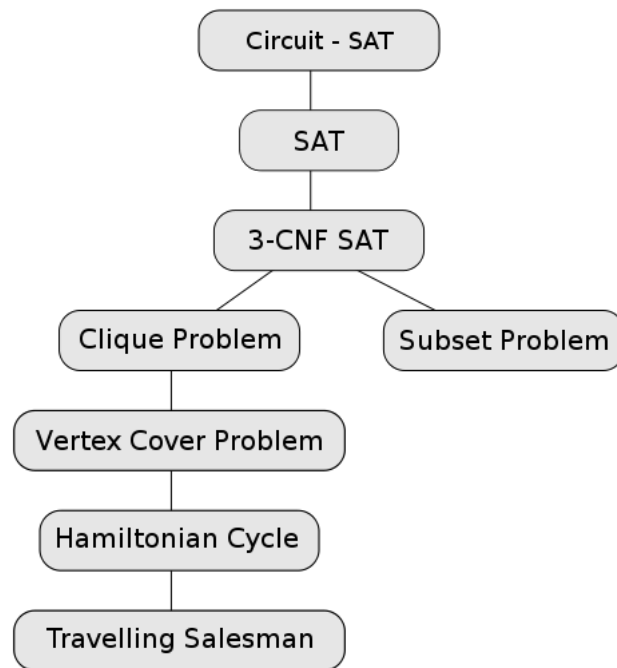 Circuit - SAT
SAT
3-CNF SAT
Clique Problem
Subset Problem
Vertex Cover Problem
Hamiltonian Cycle
Travelling Salesman